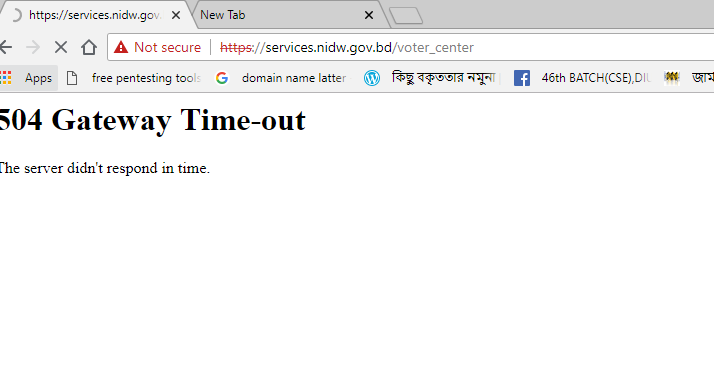 https://services.nidw.gov.
New Tab
Not secure
https://services.nidw.gov.bd/voter_center
Apps
free pentesting tools
domain name latter
কিছু বক্তৃতার নমুনা
46th BATCH(CSE),DIU
504 Gateway Time-out
The server didn't respond in time.